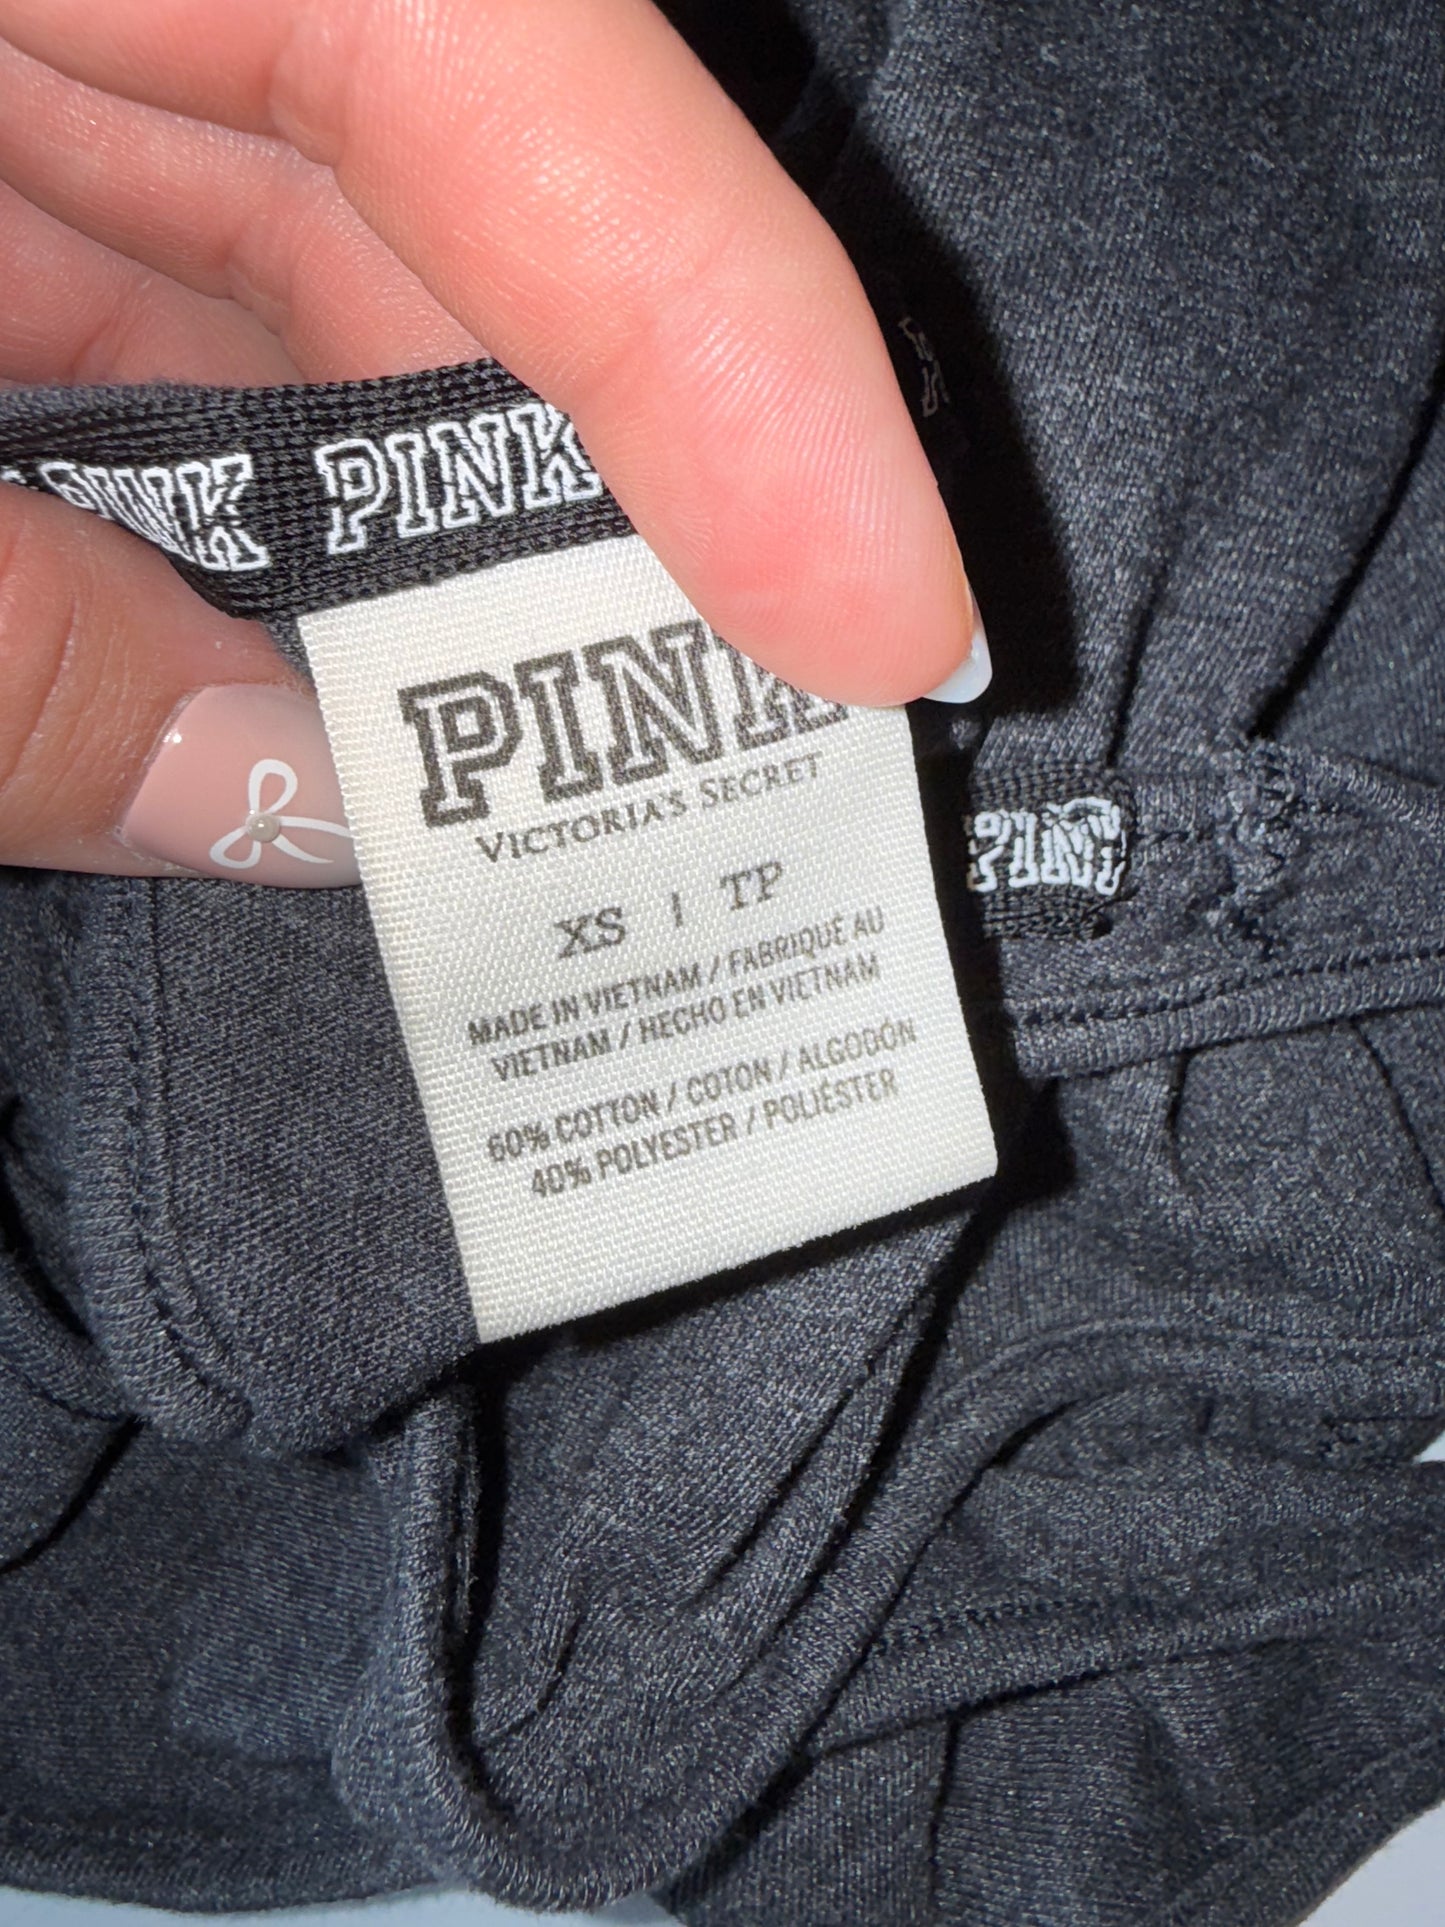 PINK PINK
PINK
VICTORIA'S SECRET
XS | TP
MADE IN VIETNAM / FABRIQUÉ AU
VIETNAM / HECHO EN VIETNAM
60% COTTON / COTON / ALGODÓN
40% POLYESTER / POLIÉSTER